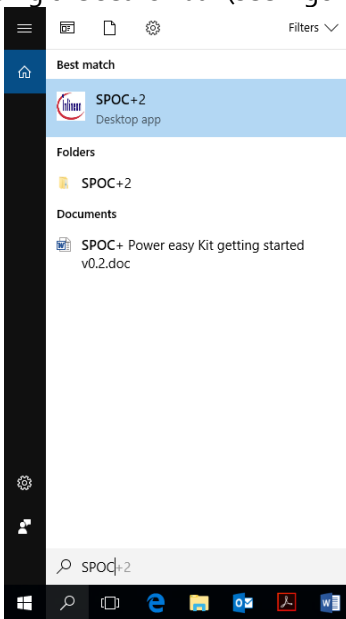 Filters
Best match
Infineon
SPOC+2
Desktop app
Folders
SPOC+2
Documents
SPOC+ Power easy Kit getting started
v0.2.doc
SPOC+2